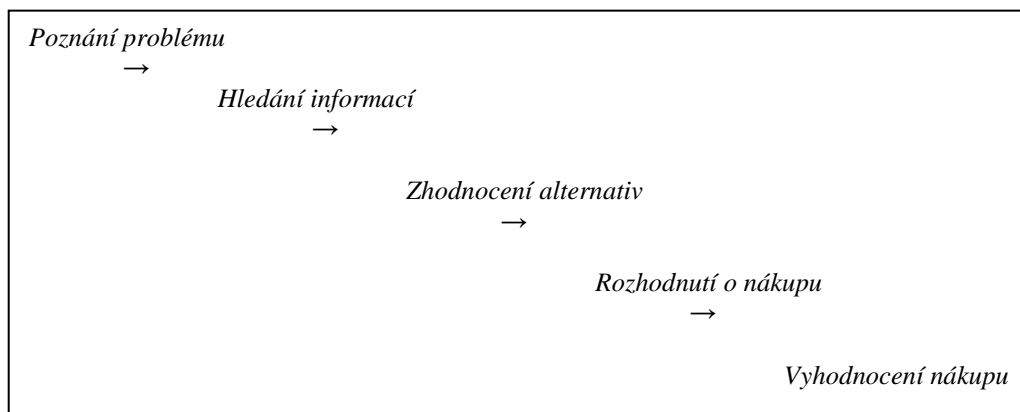 Poznání problému
→
Hledání informací
→
Zhodnocení alternativ
→
Rozhodnutí o nákupu
→
Vyhodnocení nákupu